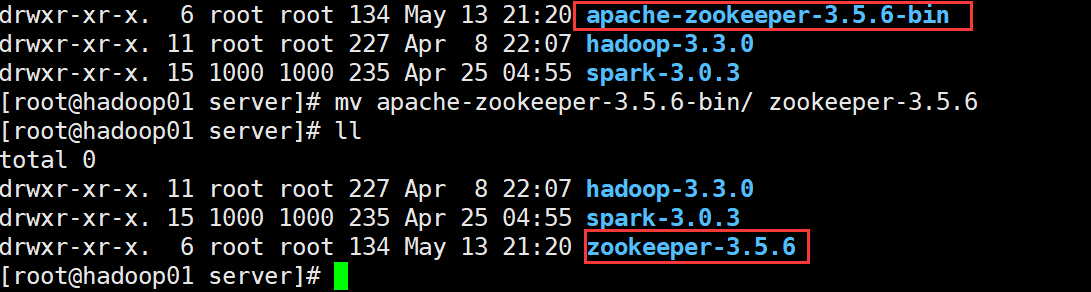 drwxr-xr-x.  6 root root 134 May 13 21:20 apache-zookeeper-3.5.6-bin
drwxr-xr-x. 11 root root 227 Apr  8 22:07 hadoop-3.3.0
drwxr-xr-x. 15 1000 1000 235 Apr 25 04:55 spark-3.0.3
[root@hadoop01 server]# mv apache-zookeeper-3.5.6-bin/ zookeeper-3.5.6
[root@hadoop01 server]# ll
total 0
drwxr-xr-x. 11 root root 227 Apr  8 22:07 hadoop-3.3.0
drwxr-xr-x. 15 1000 1000 235 Apr 25 04:55 spark-3.0.3
drwxr-xr-x.  6 root root 134 May 13 21:20 zookeeper-3.5.6
[root@hadoop01 server]#